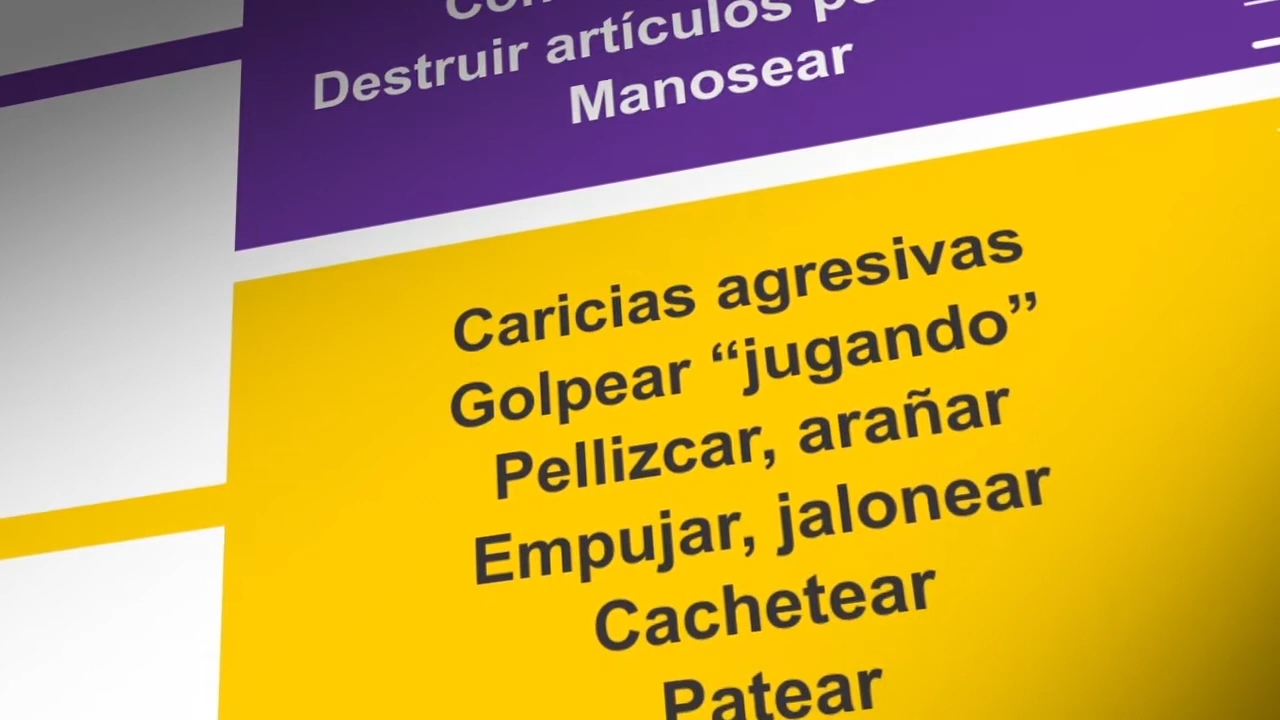 Destruir artículos
Manosear
Caricias agresivas
Golpear “jugando”
Pellizcar, arañar
Empujar, jalonear
Cachetear
Patear